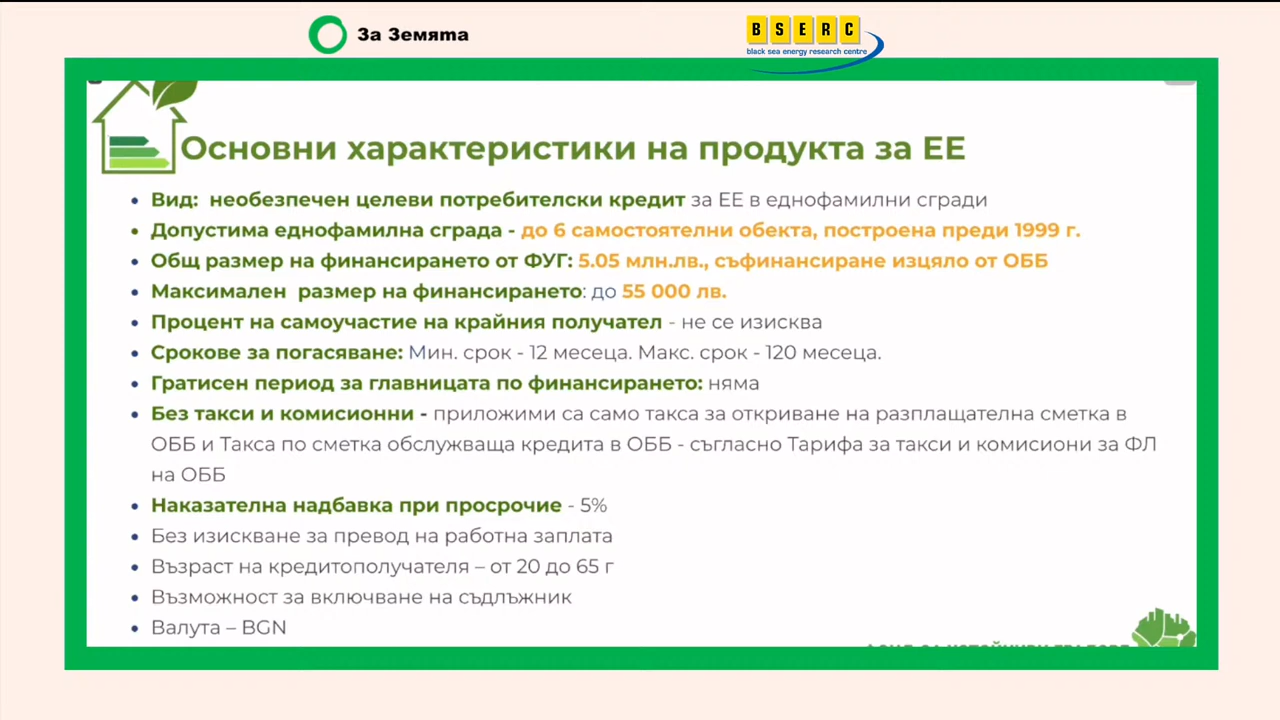 За Земята
BSERC
black sea energy research centre
Основни характеристики на продукта за ЕЕ
Вид: необезпечен целеви потребителски кредит за ЕЕ в еднофамилни сгради
Допустима еднофамилна сграда - до 6 самостоятелни обекта, построена преди 1999 г.
Общ размер на финансирането от ФУГ: 5.05 млн.лв., съфинансиране изцяло от ОББ
Максимален размер на финансирането: до 55 000 лв.
Процент на самоучастие на крайния получател - не се изисква
Срокове за погасяване: Мин. срок - 12 месеца. Макс. срок - 120 месеца.
Гратисен период за главницата по финансирането: няма
Без такси и комисионни - приложими са само такса за откриване на разплащателна сметка в
ОББ и Такса по сметка обслужваща кредита в ОББ - съгласно Тарифа за такси и комисиони за ФЛ
на ОББ
Наказателна надбавка при просрочие - 5%
Без изискване за превод на работна заплата
Възраст на кредитополучателя – от 20 до 65 г
Възможност за включване на съдлъжник
Валута – BGN